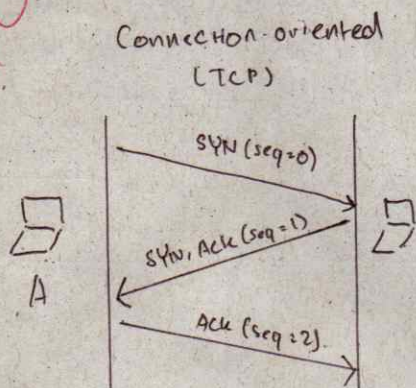 Connection-oriented
(TCP)
SYN (seq=0)
SYN, Ack (seq=1)
A
Ack (seq=2).